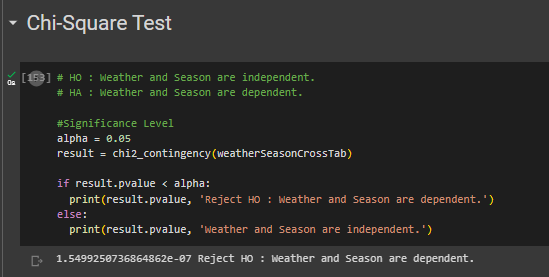 Chi-Square Test
[153] # HO : Weather and Season are independent.
0s
# HA : Weather and Season are dependent.
#Significance Level
alpha = 0.05
result = chi2_contingency(weatherSeasonCrossTab)
if result.pvalue < alpha:
print(result.pvalue, 'Reject HO : Weather and Season are dependent.')
else:
print(result.pvalue, 'Weather and Season are independent.')
1.5499250736864862e-07 Reject HO : Weather and Season are dependent.